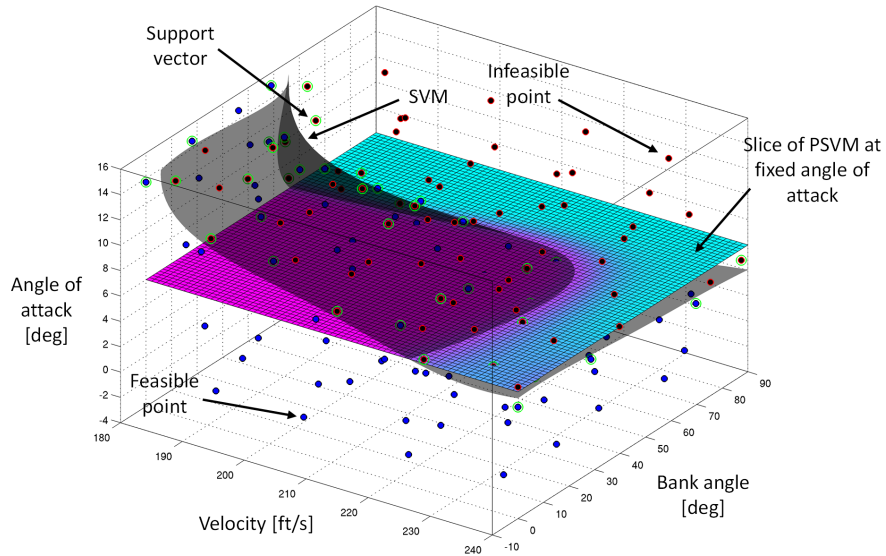 Support
vector
SVM
Infeasible
point
Slice of PSVM at
fixed angle of
attack
Angle of
attack
[deg]
16
14
12
10
8
6
4
2
0
-2
-4
Feasible
point
180
190
200
210
220
230
240
Velocity [ft/s]
-10
0
10
20
30
40
50
60
70
80
90
Bank angle
[deg]